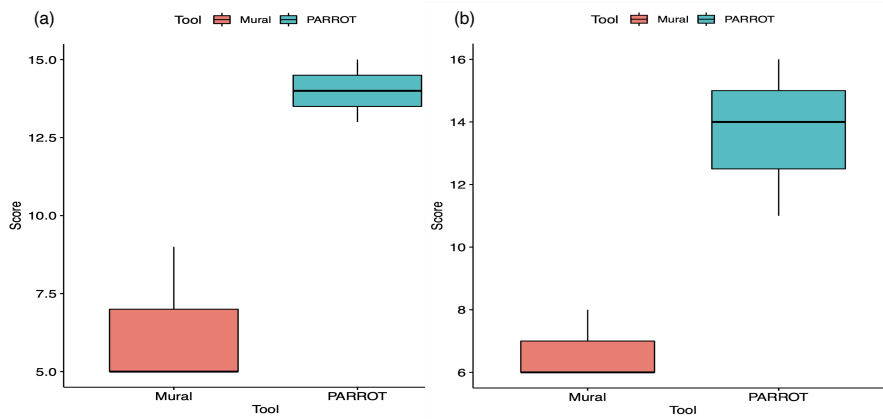 (a)
Tool Mural PARROT
Score
15.0
12.5
10.0
7.5
5.0
Mural PARROT
Tool
(b)
Tool Mural PARROT
Score
16
14
12
10
8
6
Mural PARROT
Tool